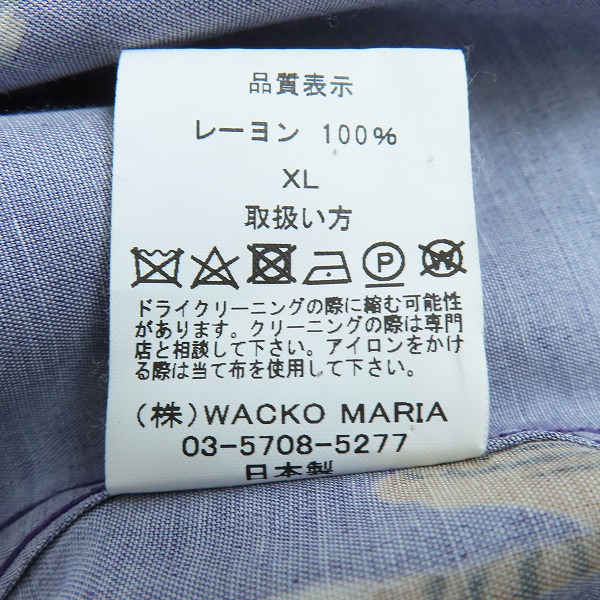 品質表示
レーヨン 100%
XL
取扱い方
P W
ドライクリーニングの際に縮む可能性
があります。クリーニングの際は専門
店と相談して下さい。アイロンをかけ
る際は当て布を使用して下さい。
(株)WACKO MARIA
03-5708-5277
日本製